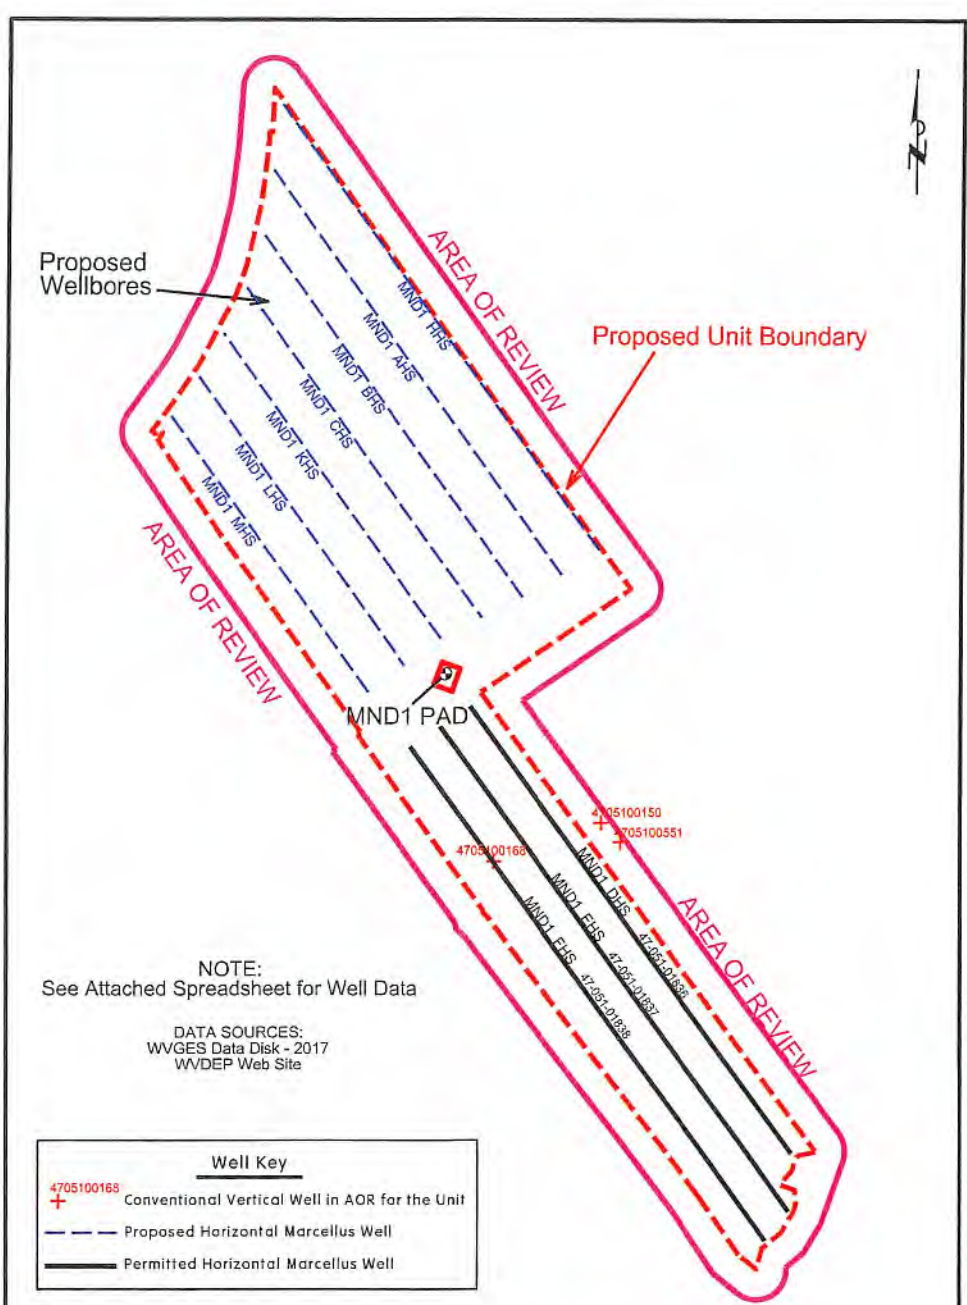 N
Proposed
Wellbores
AREA OF REVIEW
Proposed Unit Boundary
MND1 HHS
MND1 AHS
MND1 BHS
MND1 CHS
MND1 KHS
MND1 LHS
MND1 MHS
AREA OF REVIEW
MND1 PAD
4705100150
4705100551
4705100168
MND1 DHS 47-051-01836
MND1 EHS 47-051-01837
MND1 FHS 47-051-01838
AREA OF REVIEW
NOTE:
See Attached Spreadsheet for Well Data
DATA SOURCES:
WVGES Data Disk - 2017
WVDEP Web Site
Well Key
4705100168
Conventional Vertical Well in AOR for the Unit
Proposed Horizontal Marcellus Well
Permitted Horizontal Marcellus Well